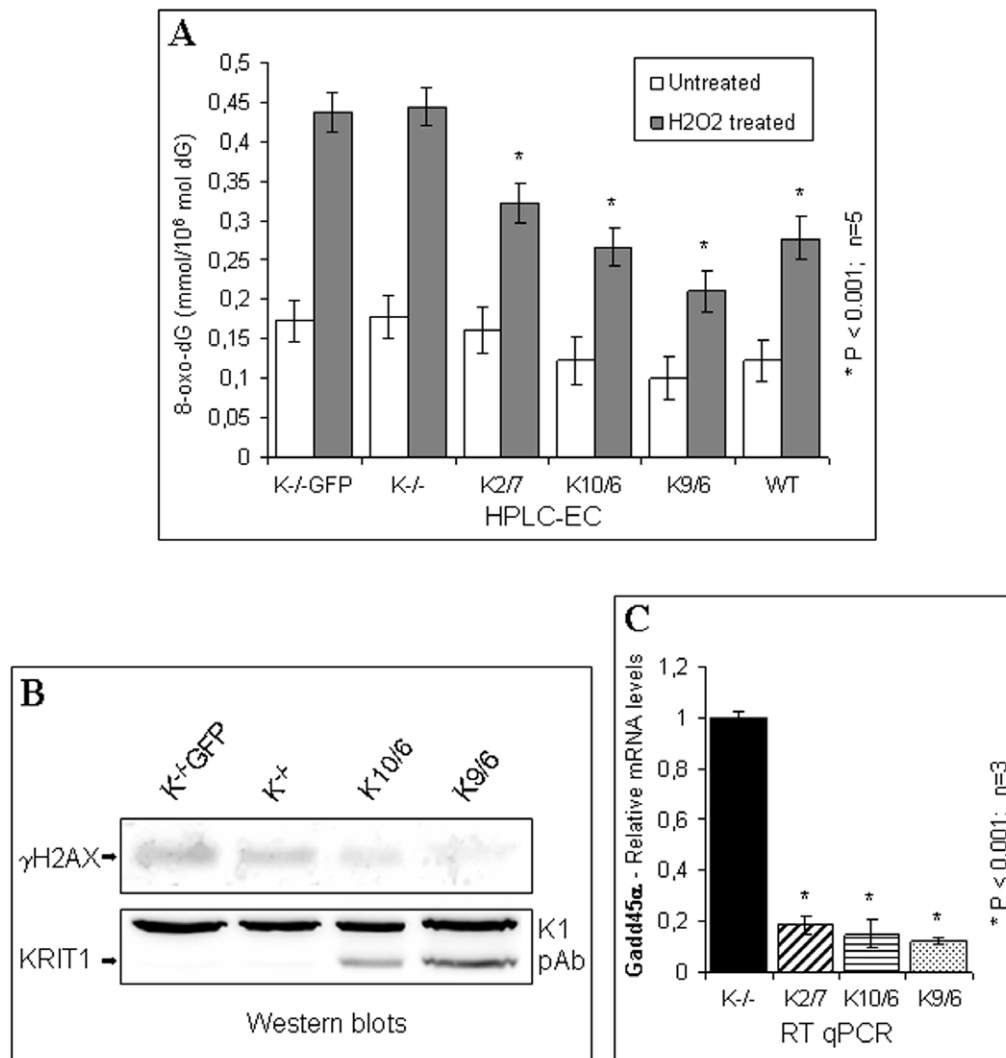 A
0,5
0,45
0,4
0,35
0,3
0,25
0,2
0,15
0,1
0,05
0
8-oxo-dG (mmol/10⁶ mol dG)
Untreated
H2O2 treated
* * * *
* P < 0.001; n=5
K-/-GFP K-/- K2/7 K10/6 K9/6 WT
HPLC-EC
B
K-/-GFP K-/- K10/6 K9/6
γH2AX
KRIT1
K1
pAb
Western blots
C
1,2
1
0,8
0,6
0,4
0,2
0
Gadd45α - Relative mRNA levels
* * *
* P < 0.001; n=3
K-/- K2/7 K10/6 K9/6
RT qPCR